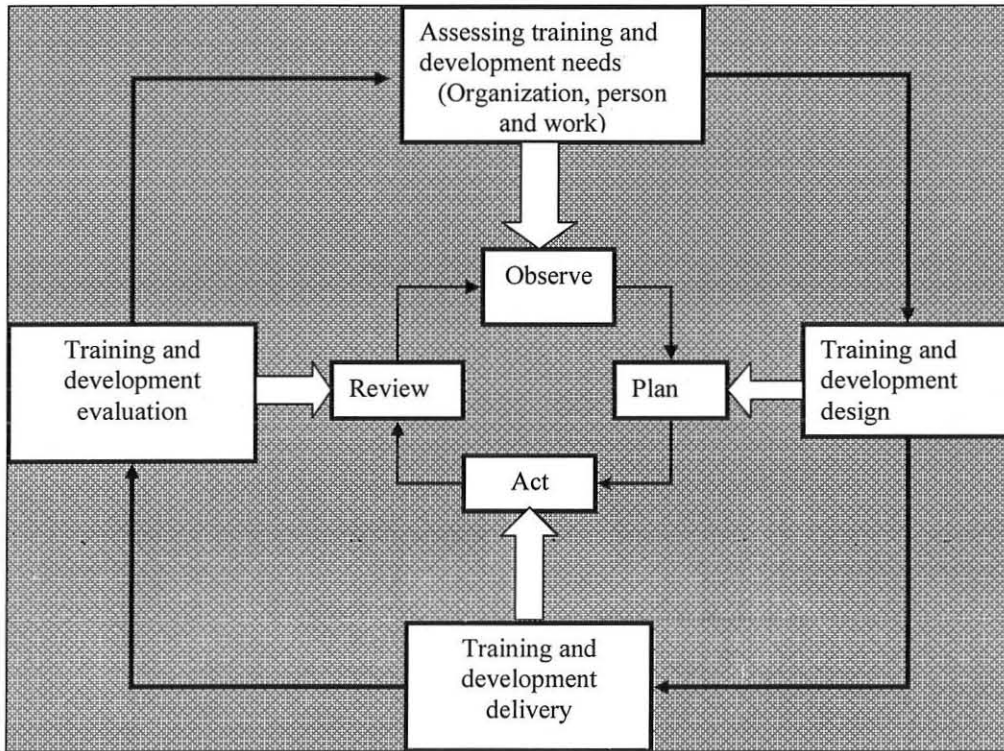 Assessing training and
development needs
(Organization, person
and work)
Observe
Training and
development
evaluation
Review
Plan
Training and
development
design
Act
Training and
development
delivery